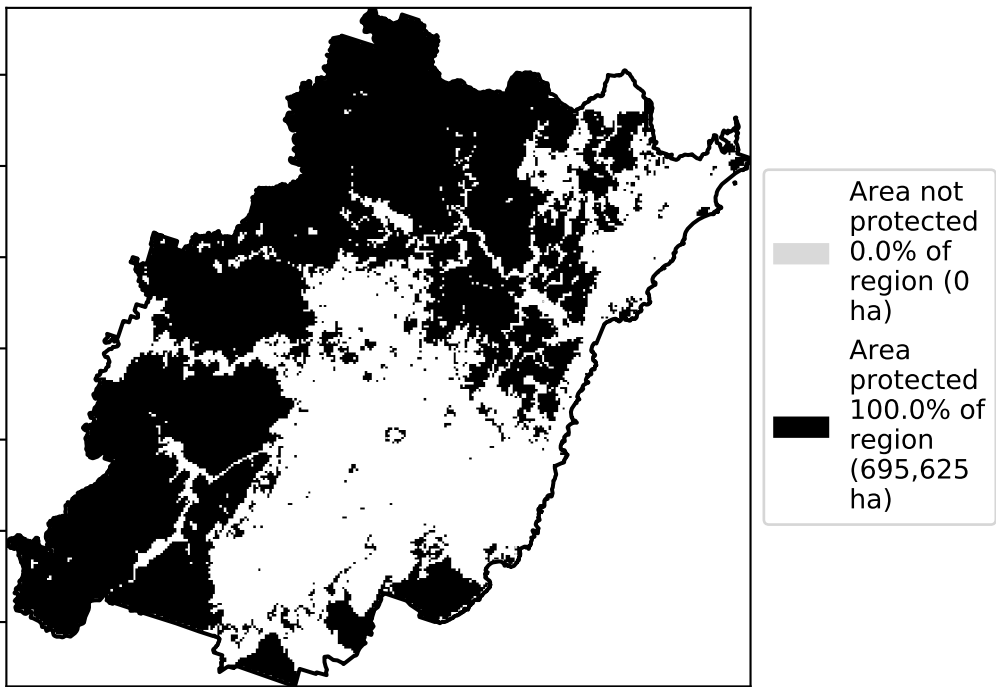 Area not
protected
0.0% of
region (0
ha)
Area
protected
100.0% of
region
(695,625
ha)